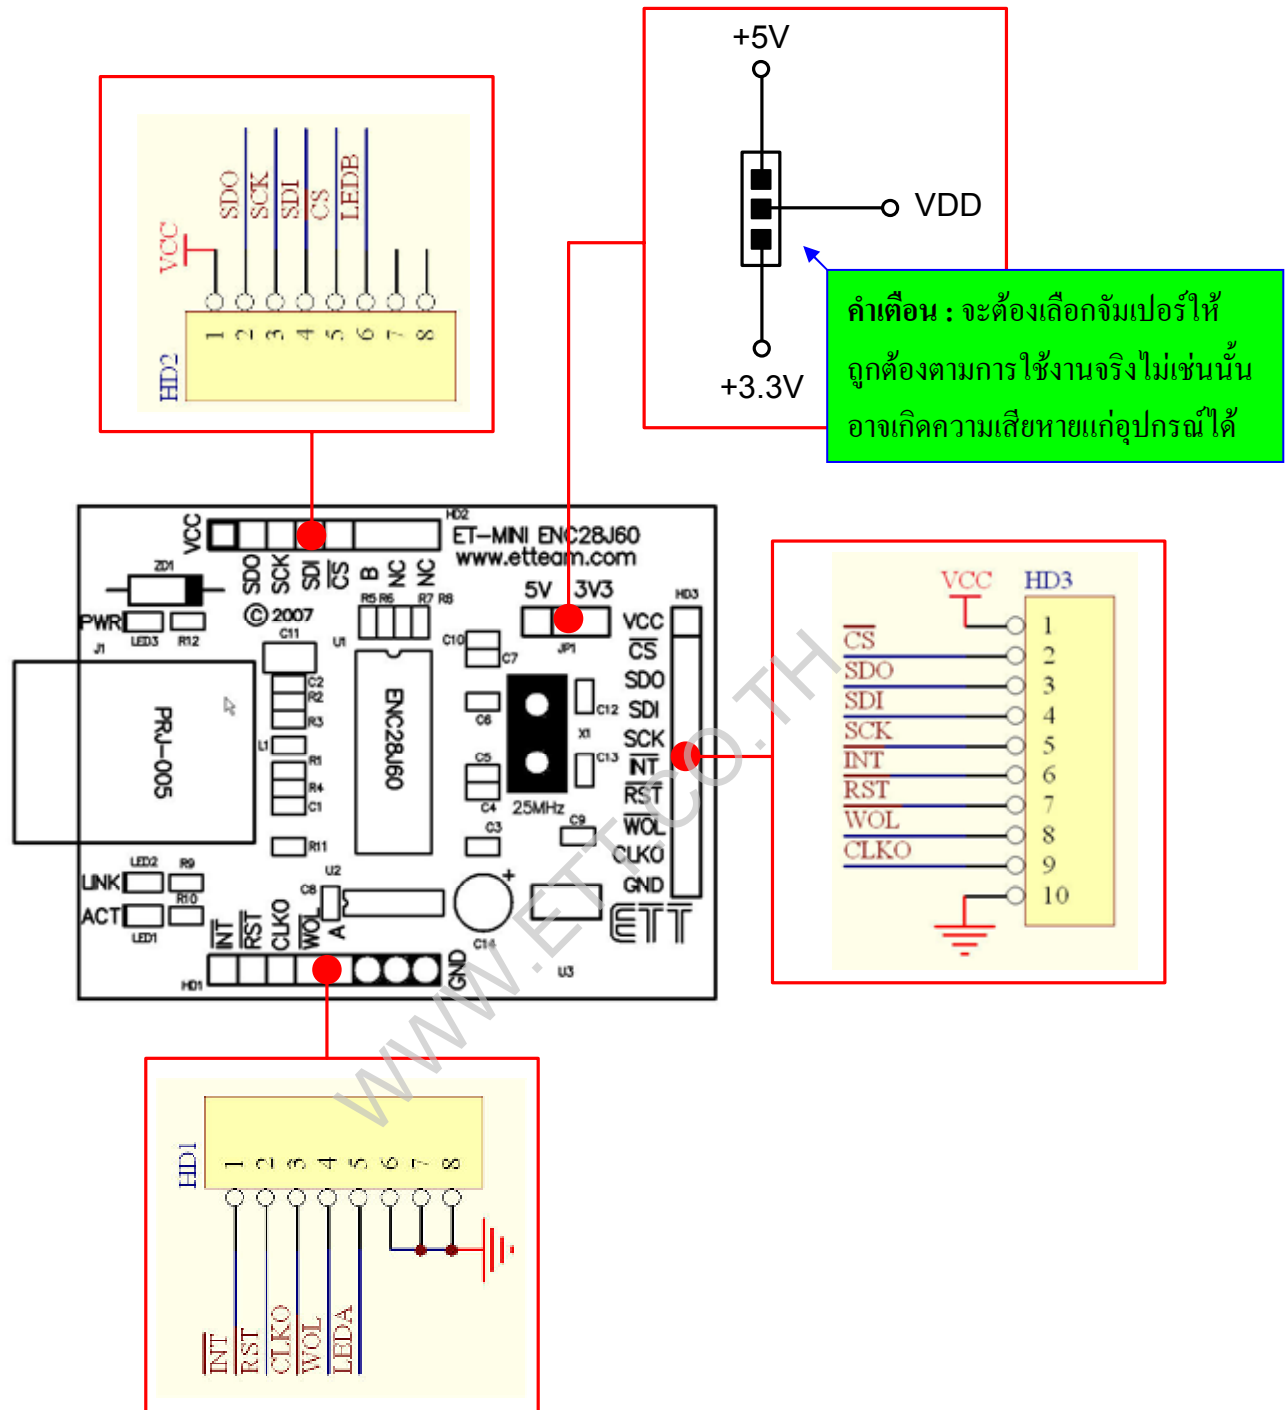 +5V
VDD
+3.3V
คำเตือน : จะต้องเลือกจัมเปอร์ให้
ถูกต้องตามการใช้งานจริงไม่เช่นนั้น
อาจเกิดความเสียหายแก่อุปกรณ์ได้
VCC
SDO
SCK
SDI
CS
LEDB
1
2
3
4
5
6
7
8
HD2
VCC
HD2
ET-MINI ENC28J60
www.etteam.com
SDO
SCK
SDI
CS
B
NC
NC
ZD1
© 2007
PWR
LED3
R12
J1
PRJ-005
C11
C2
R2
R3
L1
R1
R4
C1
R11
U1
R5 R6
R7 R8
ENC28J60
C10
C7
C6
C5
C4
C3
5V
3V3
JP1
C12
X1
C13
25MHz
C9
HD3
VCC
CS
SDO
SDI
SCK
INT
RST
WOL
CLKO
GND
LINK
LED2
R9
ACT
LED1
R10
U2
C8
C14
+
U3
ETT
INT
RST
CLKO
WOL
A
HD1
GND
VCC
HD3
CS
SDO
SDI
SCK
INT
RST
WOL
CLKO
1
2
3
4
5
6
7
8
9
10
HD1
1
2
3
4
5
6
7
8
INT
RST
CLKO
WOL
LEDA
WWW.ETT.CO.TH